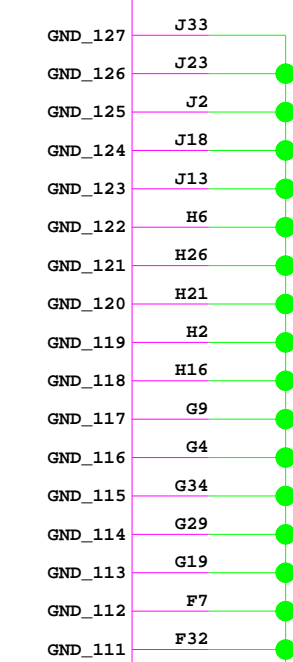 GND_127 J33
GND_126 J23
GND_125 J2
GND_124 J18
GND_123 J13
GND_122 H6
GND_121 H26
GND_120 H21
GND_119 H2
GND_118 H16
GND_117 G9
GND_116 G4
GND_115 G34
GND_114 G29
GND_113 G19
GND_112 F7
GND_111 F32